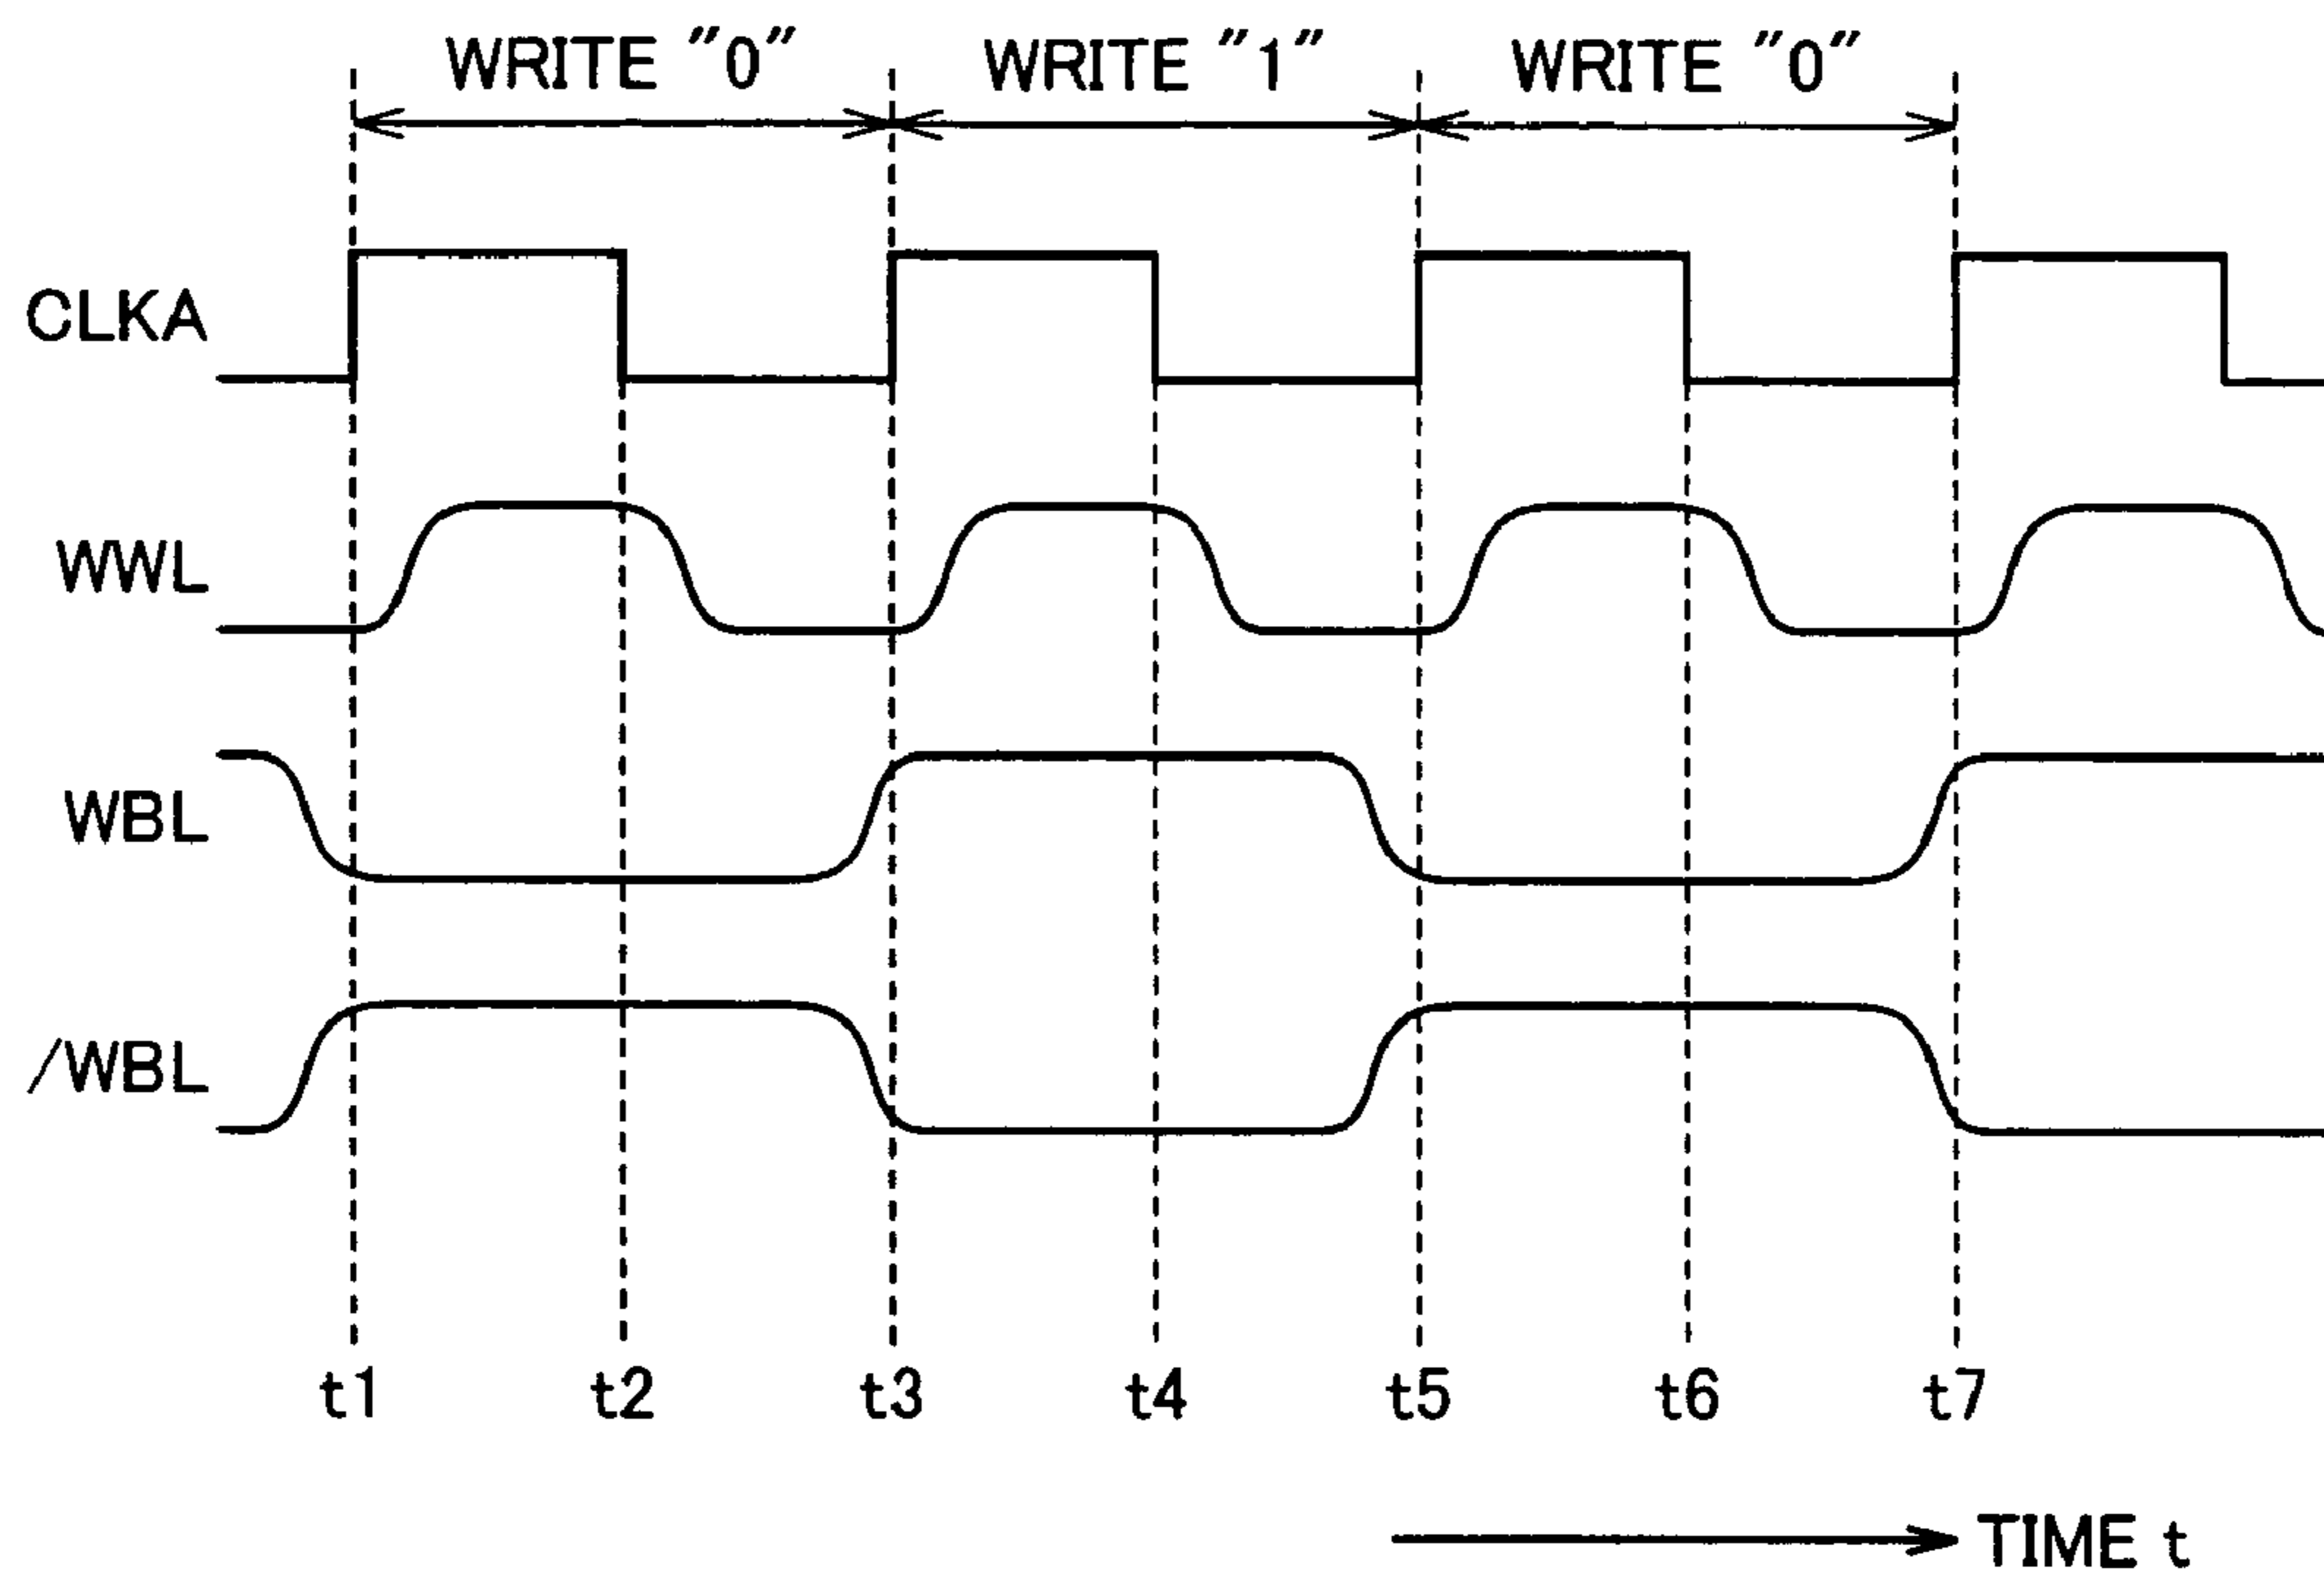 WRITE "0" WRITE "1" WRITE "0"
CLKA
WWL
WBL
/WBL
t1 t2 t3 t4 t5 t6 t7
TIME t